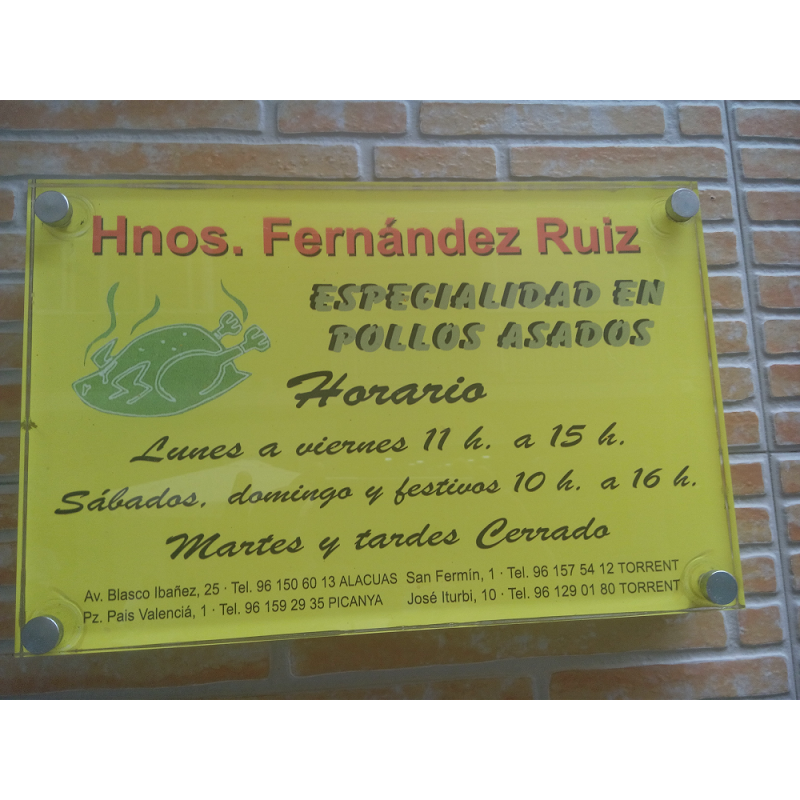 Hnos. Fernández Ruiz
ESPECIALIDAD EN
POLLOS ASADOS
Horario
Lunes a viernes 11 h. a 15 h.
Sábados, domingo y festivos 10 h. a 16 h.
Martes y tardes Cerrado
Av. Blasco Ibañez, 25 · Tel. 96 150 60 13 ALACUAS San Fermín, 1 · Tel. 96 157 54 12 TORRENT
Pz. Pais Valenciá, 1 · Tel. 96 159 29 35 PICANYA José Iturbi, 10 · Tel. 96 129 01 80 TORRENT